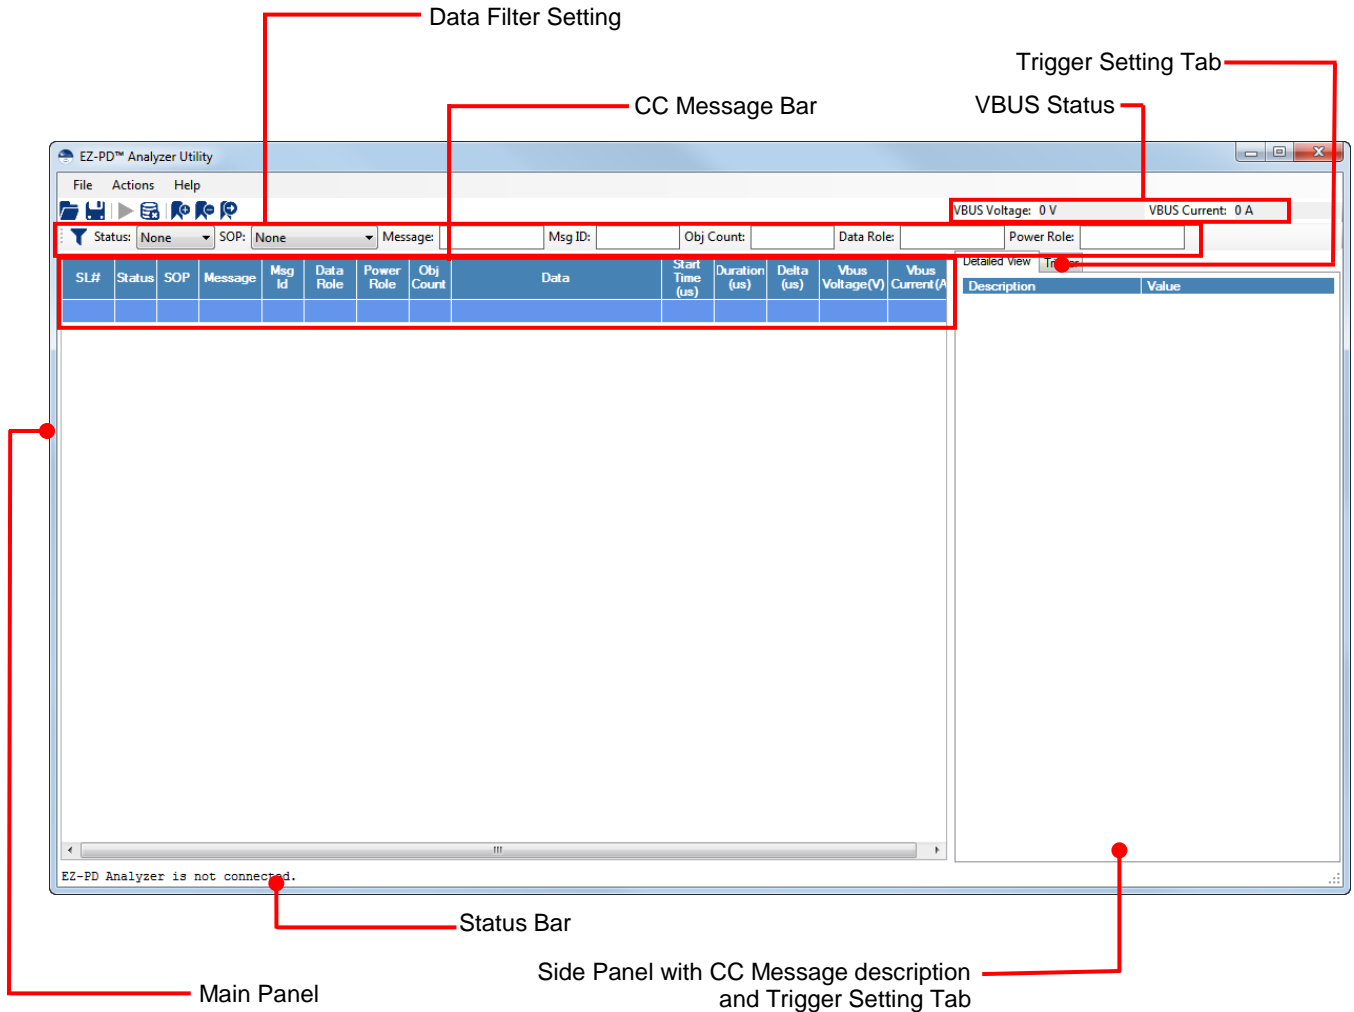 Data Filter Setting
Trigger Setting Tab
CC Message Bar
VBUS Status
EZ-PD™ Analyzer Utility
File Actions Help
VBUS Voltage: 0 V VBUS Current: 0 A
Status: None SOP: None Message: Msg ID: Obj Count: Data Role: Power Role:
Detailed View Trigger
SL# Status SOP Message Msg Id Data Role Power Role Obj Count Data Start Time (us) Duration (us) Delta (us) Vbus Voltage(V) Vbus Current(A
Description Value
EZ-PD Analyzer is not connected.
Status Bar
Side Panel with CC Message description
and Trigger Setting Tab
Main Panel